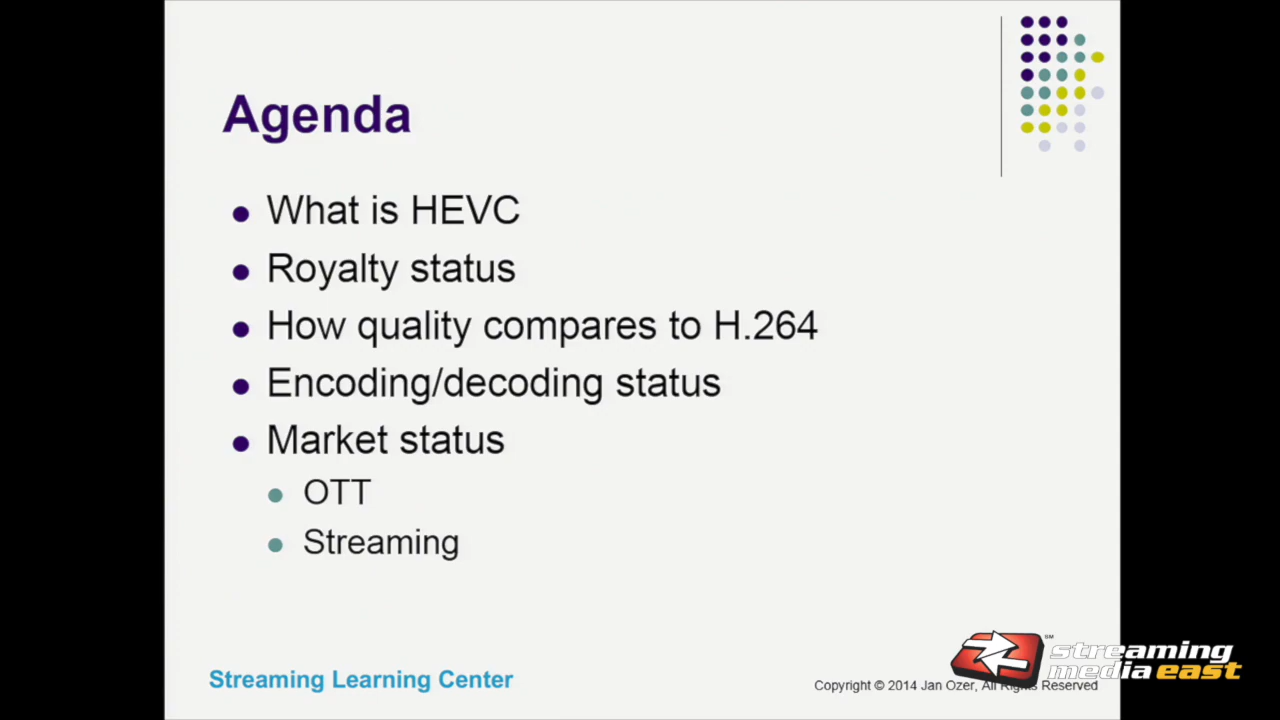 Agenda
What is HEVC
Royalty status
How quality compares to H.264
Encoding/decoding status
Market status
OTT
Streaming
Streaming Learning Center
Copyright © 2014 Jan Ozer, All Rights Reserved
SM
streaming
media east